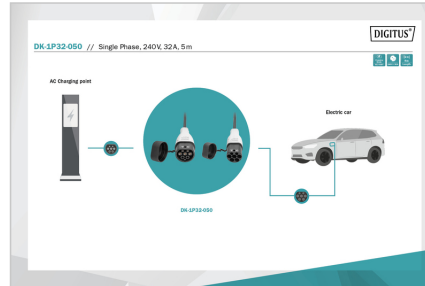 DIGITUS®
DK-1P32-050 // Single Phase, 240V, 32A, 5m
AC Charging point
Electric car
DK-1P32-050